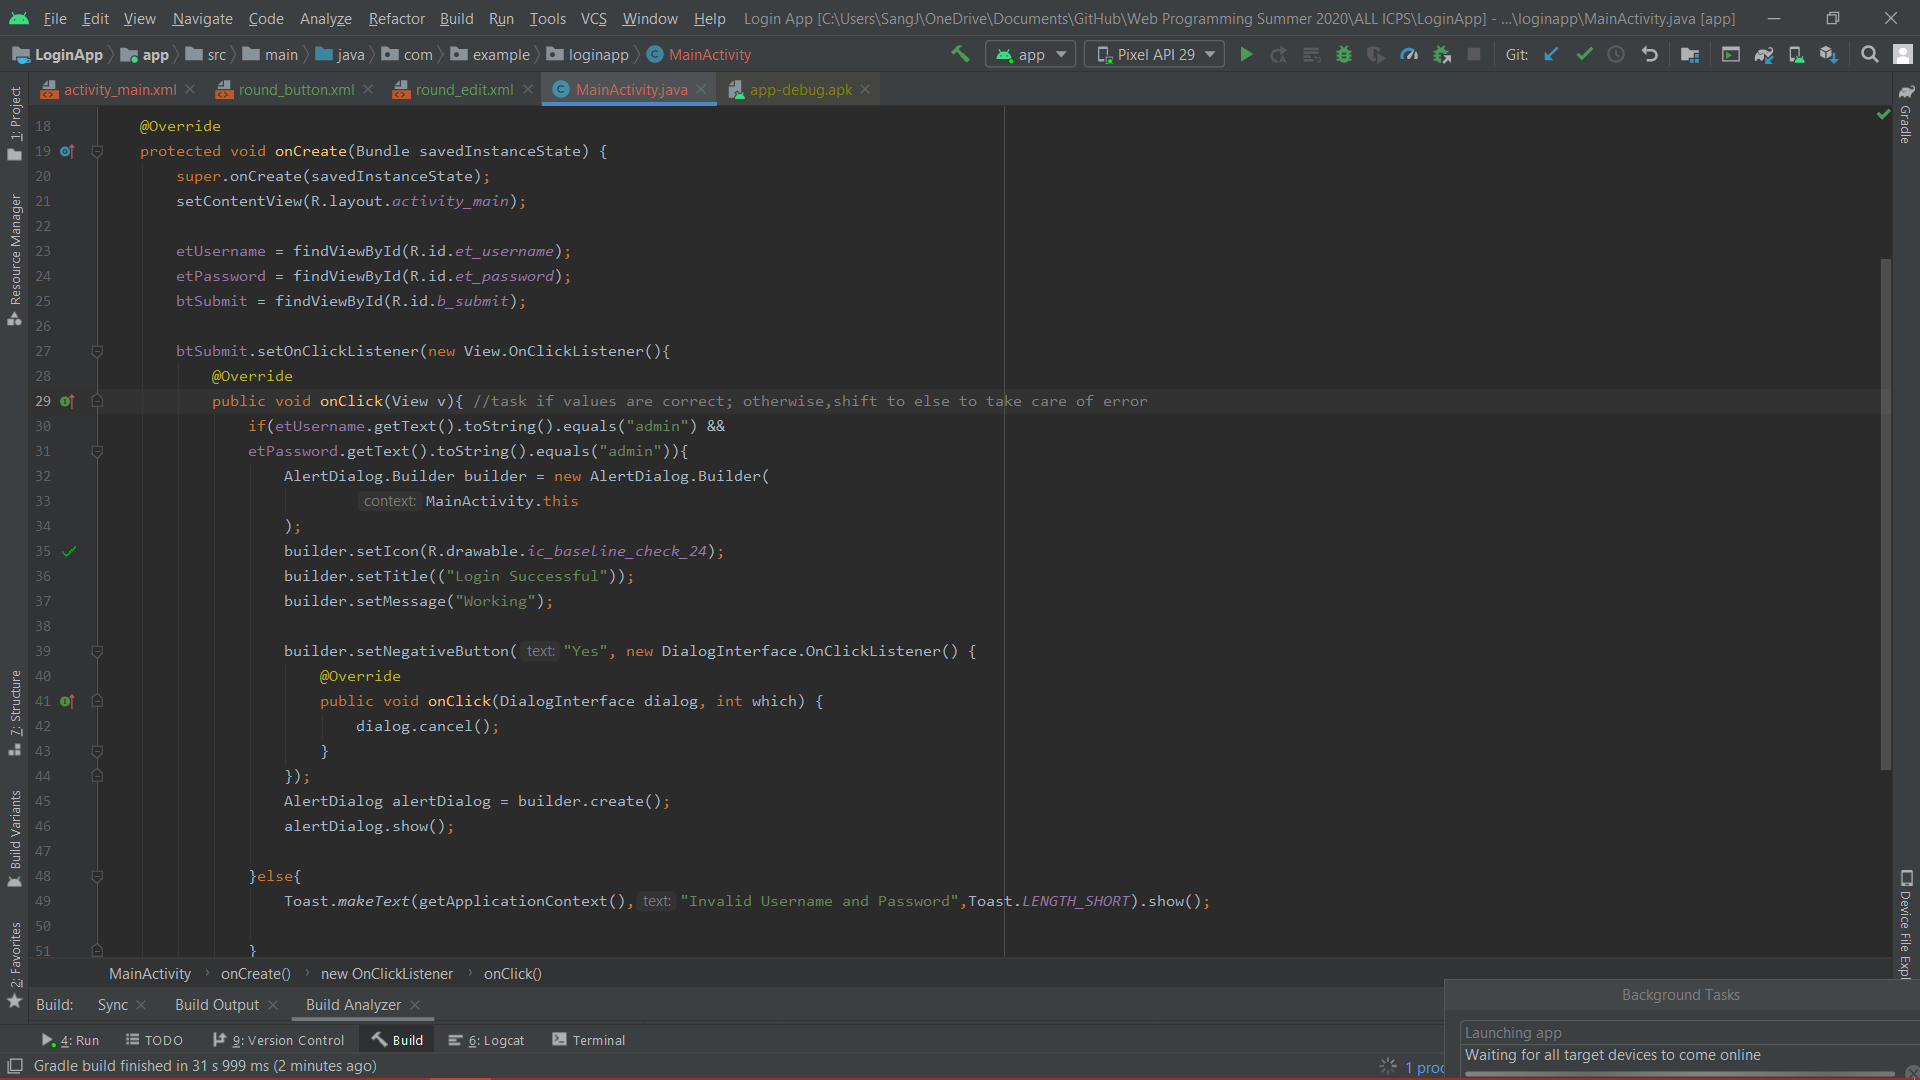 File Edit View Navigate Code Analyze Refactor Build Run Tools VCS Window Help Login App [C:\Users\SangJ\OneDrive\Documents\GitHub\Web Programming Summer 2020\ALL ICPS\LoginApp] - ...\loginapp\MainActivity.java [app]
LoginApp app src main java com example loginapp MainActivity app Pixel API 29 Git:
activity_main.xml round_button.xml round_edit.xml MainActivity.java app-debug.apk
1: Project
Resource Manager
7: Structure
Build Variants
2: Favorites
Gradle
Device File Expl
18 @Override
19 protected void onCreate(Bundle savedInstanceState) {
20 super.onCreate(savedInstanceState);
21 setContentView(R.layout.activity_main);
22
23 etUsername = findViewById(R.id.et_username);
24 etPassword = findViewById(R.id.et_password);
25 btSubmit = findViewById(R.id.b_submit);
26
27 btSubmit.setOnClickListener(new View.OnClickListener(){
28 @Override
29 public void onClick(View v){ //task if values are correct; otherwise,shift to else to take care of error
30 if(etUsername.getText().toString().equals("admin") &&
31 etPassword.getText().toString().equals("admin")){
32 AlertDialog.Builder builder = new AlertDialog.Builder(
33 context: MainActivity.this
34 );
35 builder.setIcon(R.drawable.ic_baseline_check_24);
36 builder.setTitle(("Login Successful"));
37 builder.setMessage("Working");
38
39 builder.setNegativeButton( text: "Yes", new DialogInterface.OnClickListener() {
40 @Override
41 public void onClick(DialogInterface dialog, int which) {
42 dialog.cancel();
43 }
44 });
45 AlertDialog alertDialog = builder.create();
46 alertDialog.show();
47
48 }else{
49 Toast.makeText(getApplicationContext(), text: "Invalid Username and Password",Toast.LENGTH_SHORT).show();
50
51 }
MainActivity onCreate() new OnClickListener onClick()
Build: Sync Build Output Build Analyzer
Background Tasks
Launching app
Waiting for all target devices to come online
4: Run TODO 9: Version Control Build 6: Logcat Terminal
Gradle build finished in 31 s 999 ms (2 minutes ago) 1 proc